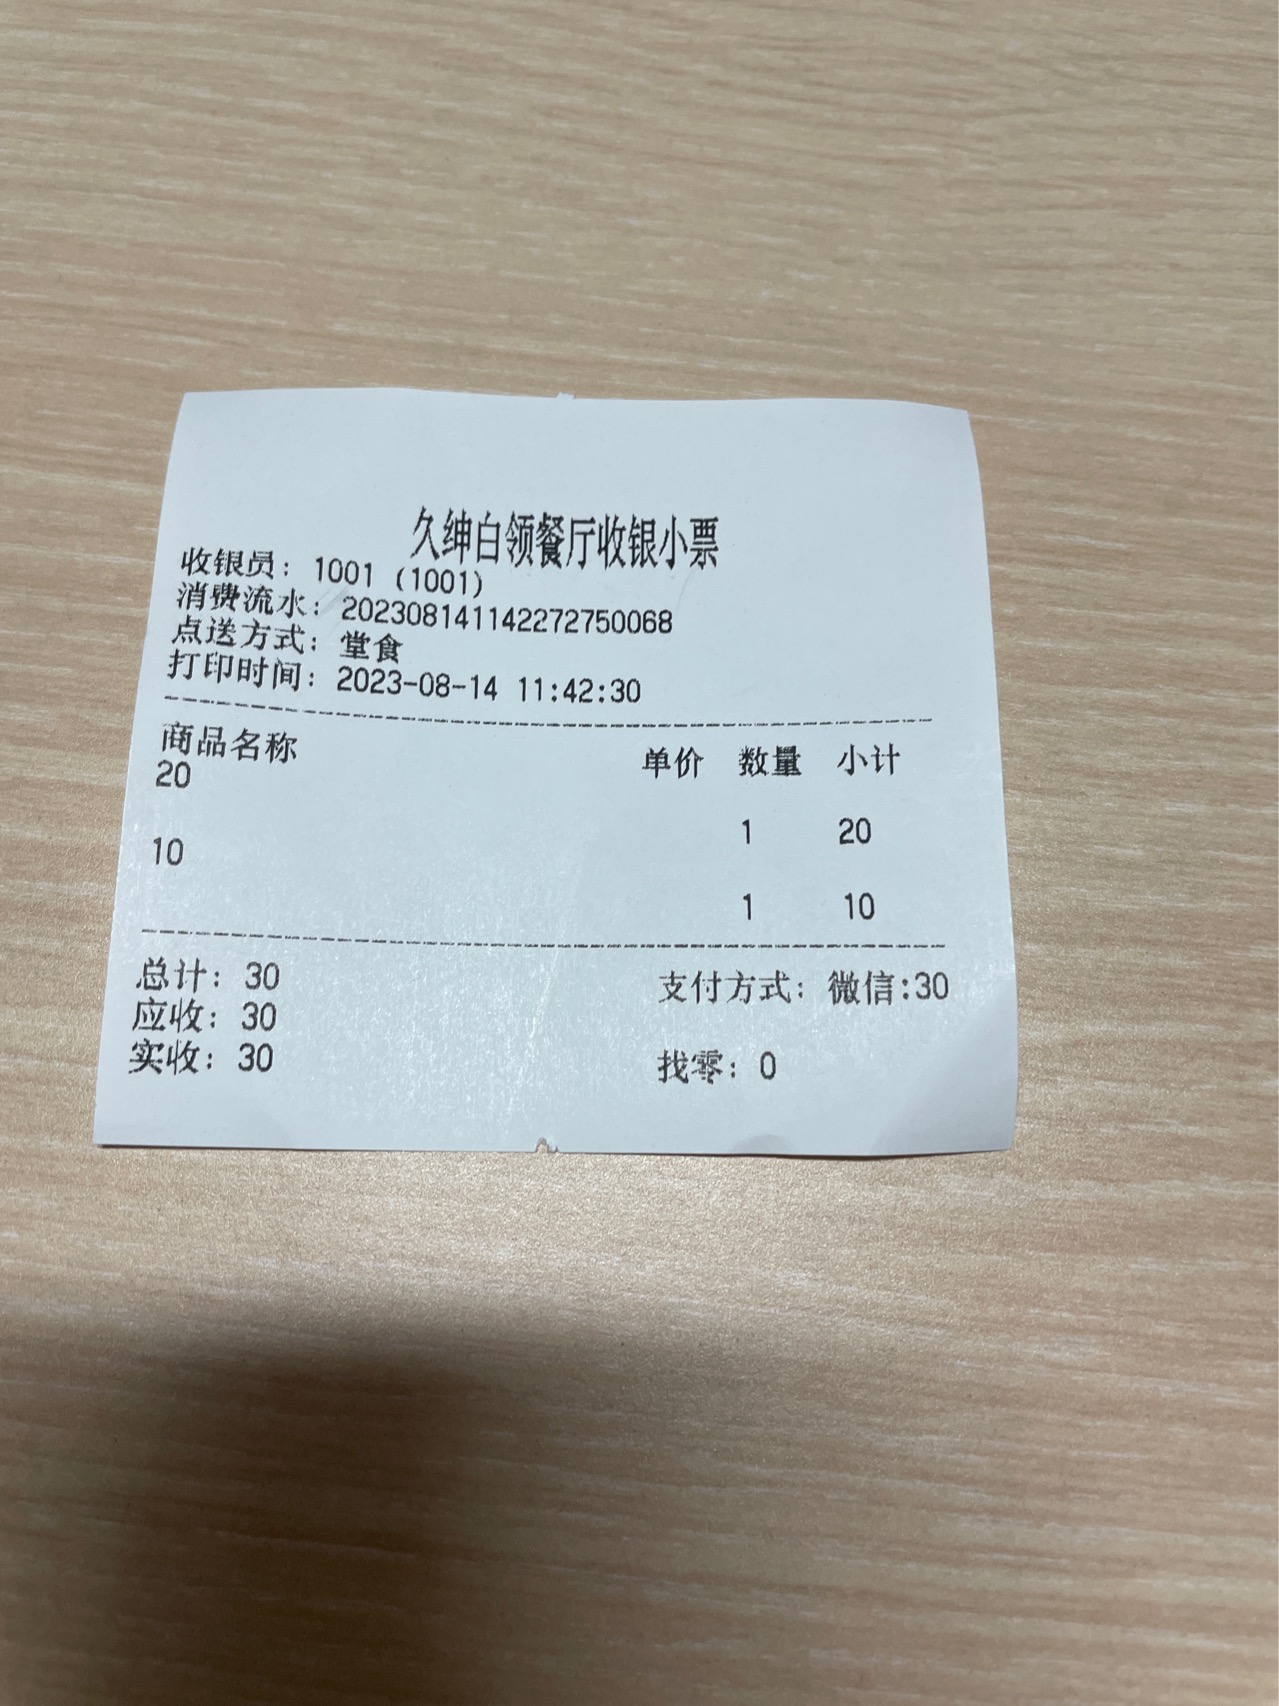 久绅白领餐厅收银小票
收银员：1001 (1001)
消费流水：202308141142272750068
点送方式：堂食
打印时间：2023-08-14 11:42:30
商品名称 单价 数量 小计
20
1 20
10
1 10
总计：30 支付方式：微信:30
应收：30
实收：30 找零：0